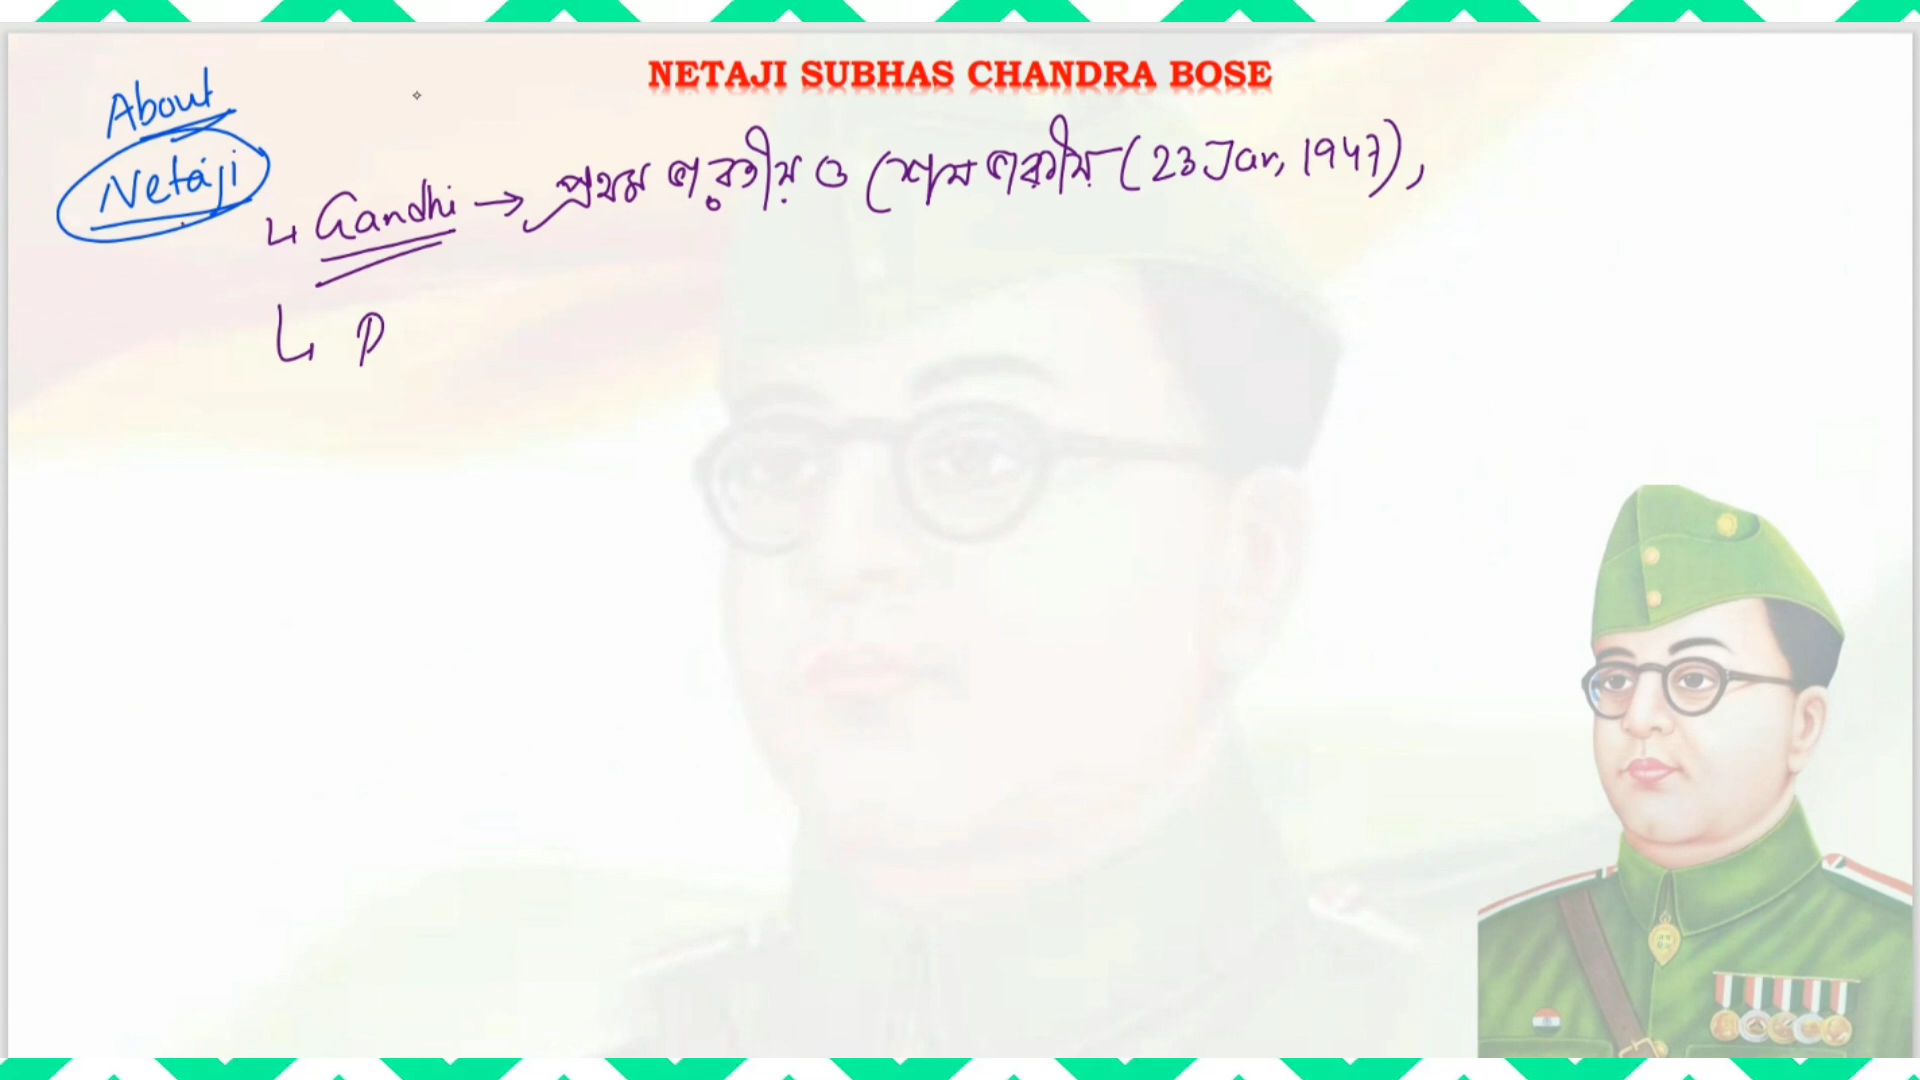 NETAJI SUBHAS CHANDRA BOSE
About
Netaji
↳ Gandhi → প্রথম ভারতীয় ও শেষ ভারতীয় (23 Jan, 1947),
↳ P